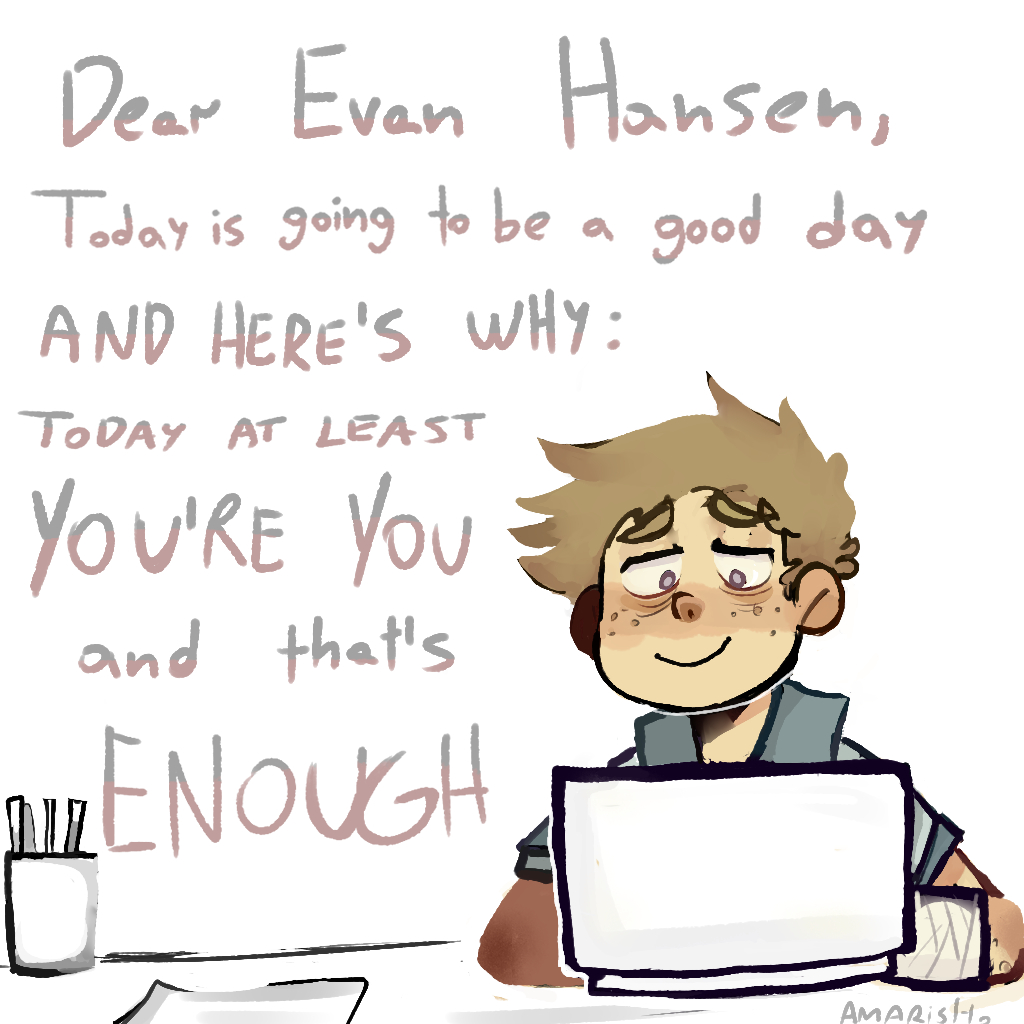 Dear Evan Hansen,
Today is going to be a good day
AND HERE'S WHY:
TODAY AT LEAST
YOU'RE YOU
and that's
ENOUGH